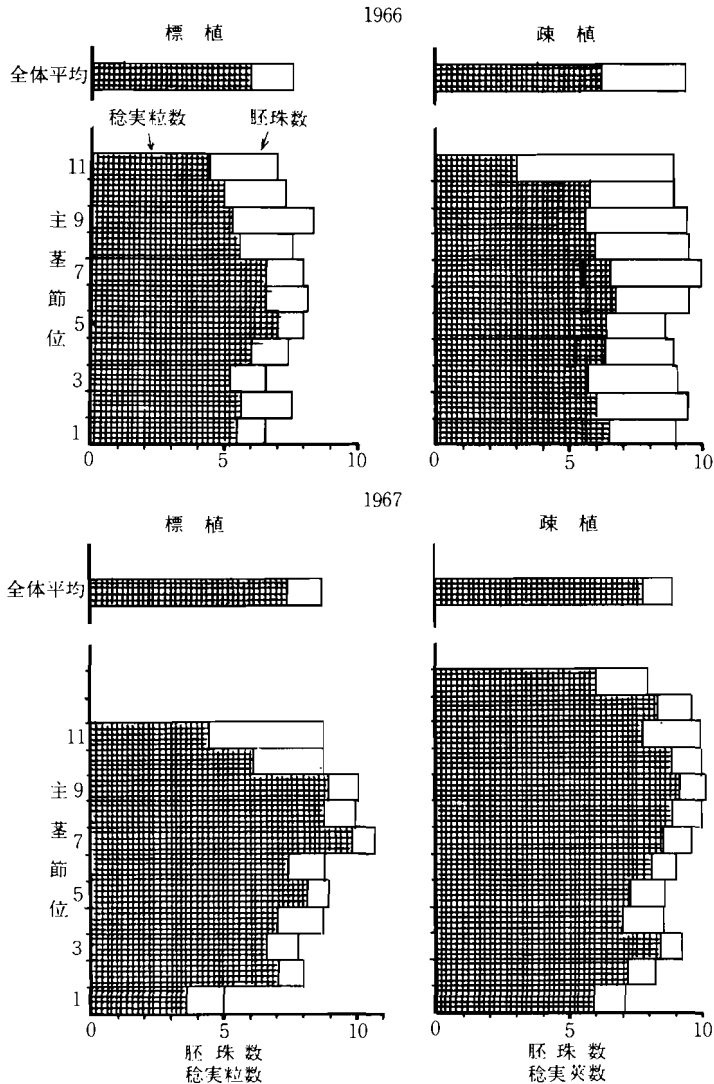 1966
標植
疎植
全体平均
稔実粒数
胚珠数
主茎節位
11
9
7
5
3
1
0 5 10
0 5 10
1967
標植
疎植
全体平均
主茎節位
11
9
7
5
3
1
0 5 10
0 5 10
胚珠数
稔実粒数
胚珠数
稔実莢数